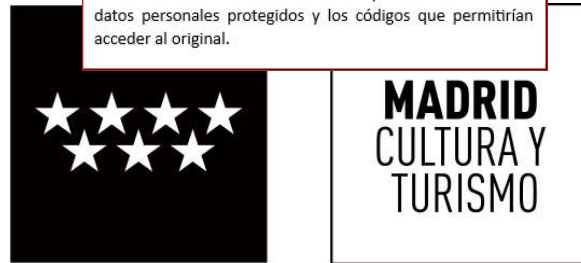 datos personales protegidos y los códigos que permitirían
acceder al original.
MADRID
CULTURA Y
TURISMO